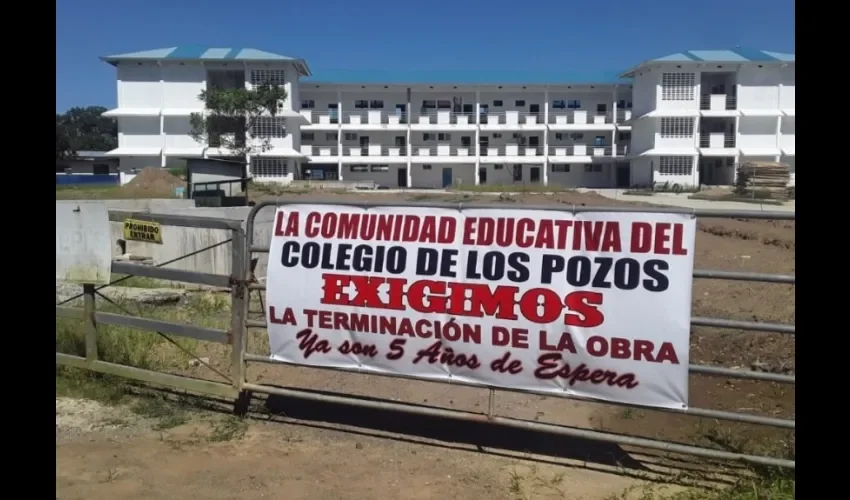 PROHIBIDO
ENTRAR
LA COMUNIDAD EDUCATIVA DEL
COLEGIO DE LOS POZOS
EXIGIMOS
LA TERMINACIÓN DE LA OBRA
Ya son 5 Años de Espera